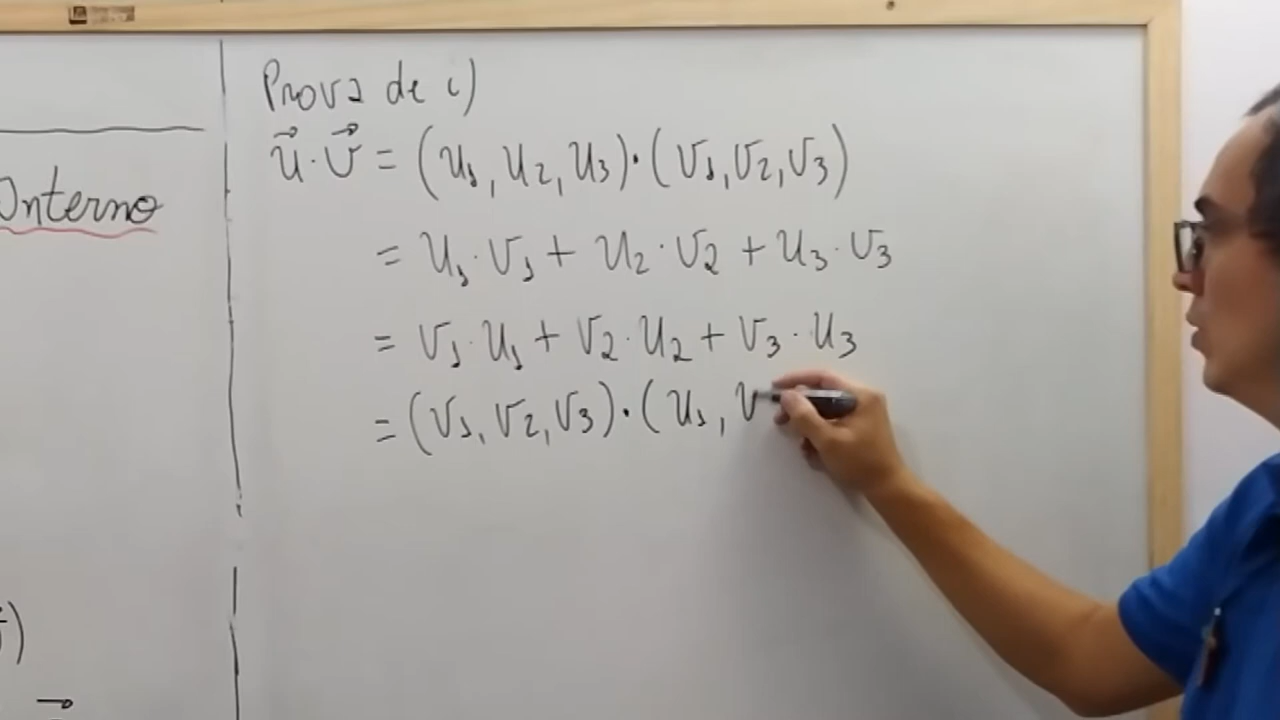 Prova de i)
Interno
u⃗ · v⃗ = (u₁, u₂, u₃) · (v₁, v₂, v₃)
= u₁ · v₁ + u₂ · v₂ + u₃ · v₃
= v₁ · u₁ + v₂ · u₂ + v₃ · u₃
= (v₁, v₂, v₃) · (u₁, u